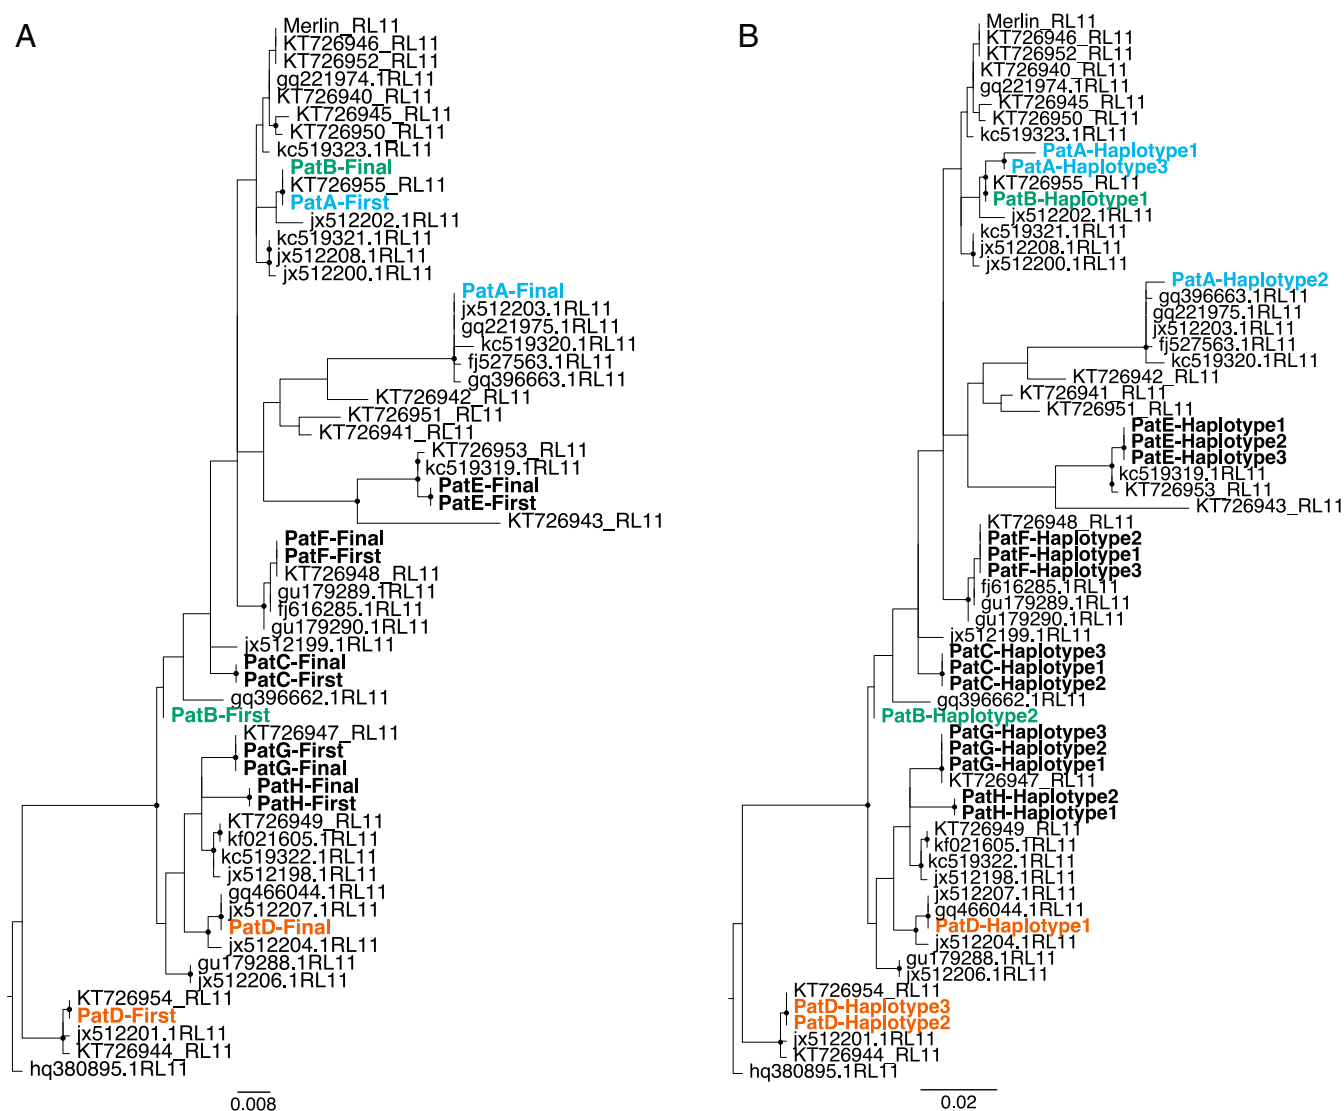 A
Merlin_RL11
KT726946_RL11
KT726952_RL11
gq221974.1RL11
KT726940_RL11
KT726945_RL11
KT726950_RL11
kc519323.1RL11
PatB-Final
KT726955_RL11
PatA-First
jx512202.1RL11
kc519321.1RL11
jx512208.1RL11
jx512200.1RL11
PatA-Final
jx512203.1RL11
gq221975.1RL11
kc519320.1RL11
fj527563.1RL11
gq396663.1RL11
KT726942_RL11
KT726951_RL11
KT726941_RL11
KT726953_RL11
kc519319.1RL11
PatE-Final
PatE-First
KT726943_RL11
PatF-Final
PatF-First
KT726948_RL11
gu179289.1RL11
fj616285.1RL11
gu179290.1RL11
jx512199.1RL11
PatC-Final
PatC-First
gq396662.1RL11
PatB-First
KT726947_RL11
PatG-First
PatG-Final
PatH-Final
PatH-First
KT726949_RL11
kf021605.1RL11
kc519322.1RL11
jx512198.1RL11
gq466044.1RL11
jx512207.1RL11
PatD-Final
jx512204.1RL11
gu179288.1RL11
jx512206.1RL11
KT726954_RL11
PatD-First
jx512201.1RL11
KT726944_RL11
hq380895.1RL11
0.008
B
Merlin_RL11
KT726946_RL11
KT726952_RL11
KT726940_RL11
gq221974.1RL11
KT726945_RL11
KT726950_RL11
kc519323.1RL11
PatA-Haplotype1
PatA-Haplotype3
KT726955_RL11
PatB-Haplotype1
jx512202.1RL11
kc519321.1RL11
jx512208.1RL11
jx512200.1RL11
PatA-Haplotype2
gq396663.1RL11
gq221975.1RL11
jx512203.1RL11
fj527563.1RL11
kc519320.1RL11
KT726942_RL11
KT726941_RL11
KT726951_RL11
PatE-Haplotype1
PatE-Haplotype2
PatE-Haplotype3
kc519319.1RL11
KT726953_RL11
KT726943_RL11
KT726948_RL11
PatF-Haplotype2
PatF-Haplotype1
PatF-Haplotype3
fj616285.1RL11
gu179289.1RL11
gu179290.1RL11
jx512199.1RL11
PatC-Haplotype3
PatC-Haplotype1
PatC-Haplotype2
gq396662.1RL11
PatB-Haplotype2
PatG-Haplotype3
PatG-Haplotype2
PatG-Haplotype1
KT726947_RL11
PatH-Haplotype2
PatH-Haplotype1
KT726949_RL11
kf021605.1RL11
kc519322.1RL11
jx512198.1RL11
jx512207.1RL11
gq466044.1RL11
PatD-Haplotype1
jx512204.1RL11
gu179288.1RL11
jx512206.1RL11
KT726954_RL11
PatD-Haplotype3
PatD-Haplotype2
jx512201.1RL11
KT726944_RL11
hq380895.1RL11
0.02